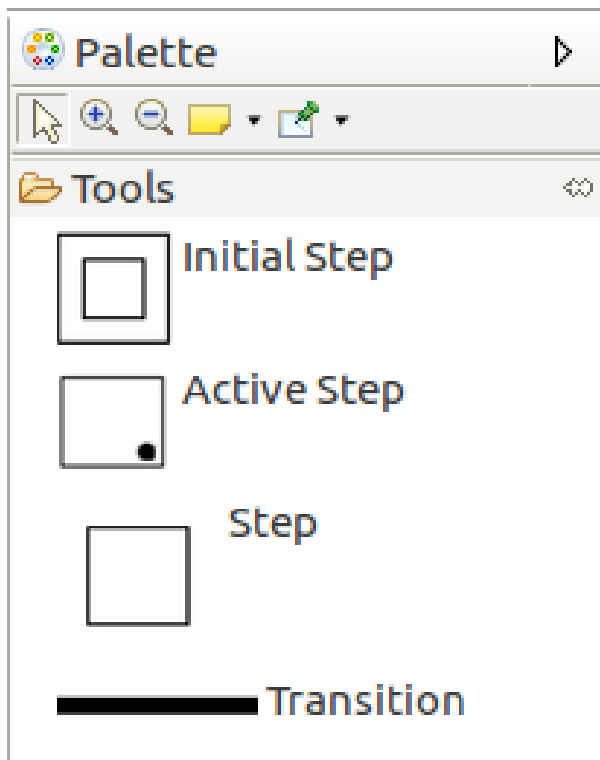 Palette
Tools
Initial Step
Active Step
Step
Transition